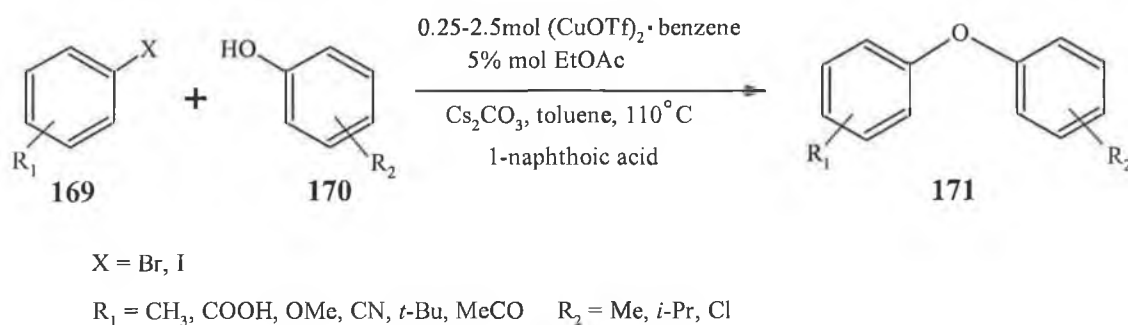 X
HO
0.25-2.5mol (CuOTf)₂·benzene
5% mol EtOAc
O
+
Cs₂CO₃, toluene, 110°C
1-naphthoic acid
R₁
R₂
R₁
R₂
169
170
171
X = Br, I
R₁ = CH₃, COOH, OMe, CN, t-Bu, MeCO R₂ = Me, i-Pr, Cl